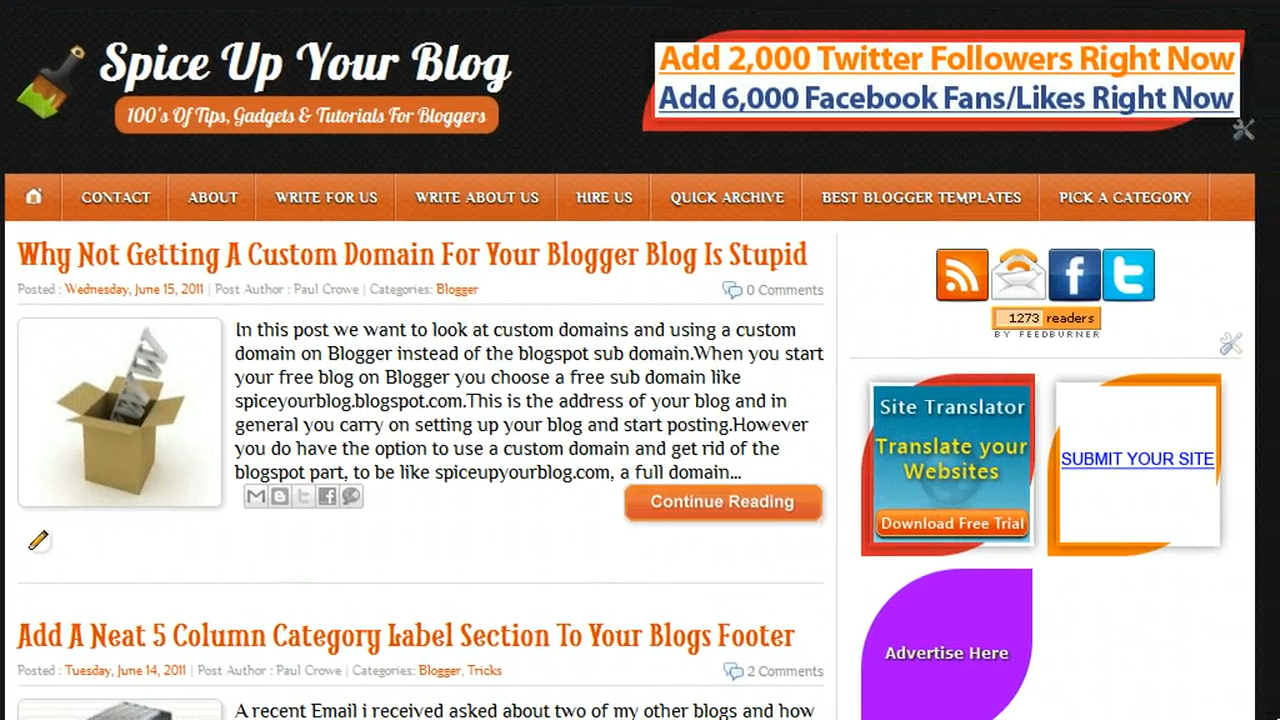 Spice Up Your Blog
100's Of Tips, Gadgets & Tutorials For Bloggers
Add 2,000 Twitter Followers Right Now
Add 6,000 Facebook Fans/Likes Right Now
CONTACT ABOUT WRITE FOR US WRITE ABOUT US HIRE US QUICK ARCHIVE BEST BLOGGER TEMPLATES PICK A CATEGORY
Why Not Getting A Custom Domain For Your Blogger Blog Is Stupid
Posted : Wednesday, June 15, 2011 | Post Author : Paul Crowe | Categories: Blogger
0 Comments
WWW
In this post we want to look at custom domains and using a custom
domain on Blogger instead of the blogspot sub domain.When you start
your free blog on Blogger you choose a free sub domain like
spiceyourblog.blogspot.com.This is the address of your blog and in
general you carry on setting up your blog and start posting.However
you do have the option to use a custom domain and get rid of the
blogspot part, to be like spiceupyourblog.com, a full domain...
Continue Reading
Add A Neat 5 Column Category Label Section To Your Blogs Footer
Posted : Tuesday, June 14, 2011 | Post Author : Paul Crowe | Categories: Blogger, Tricks
2 Comments
A recent Email i received asked about two of my other blogs and how
1273 readers
BY FEEDBURNER
Site Translator
Translate your
Websites
Download Free Trial
SUBMIT YOUR SITE
Advertise Here